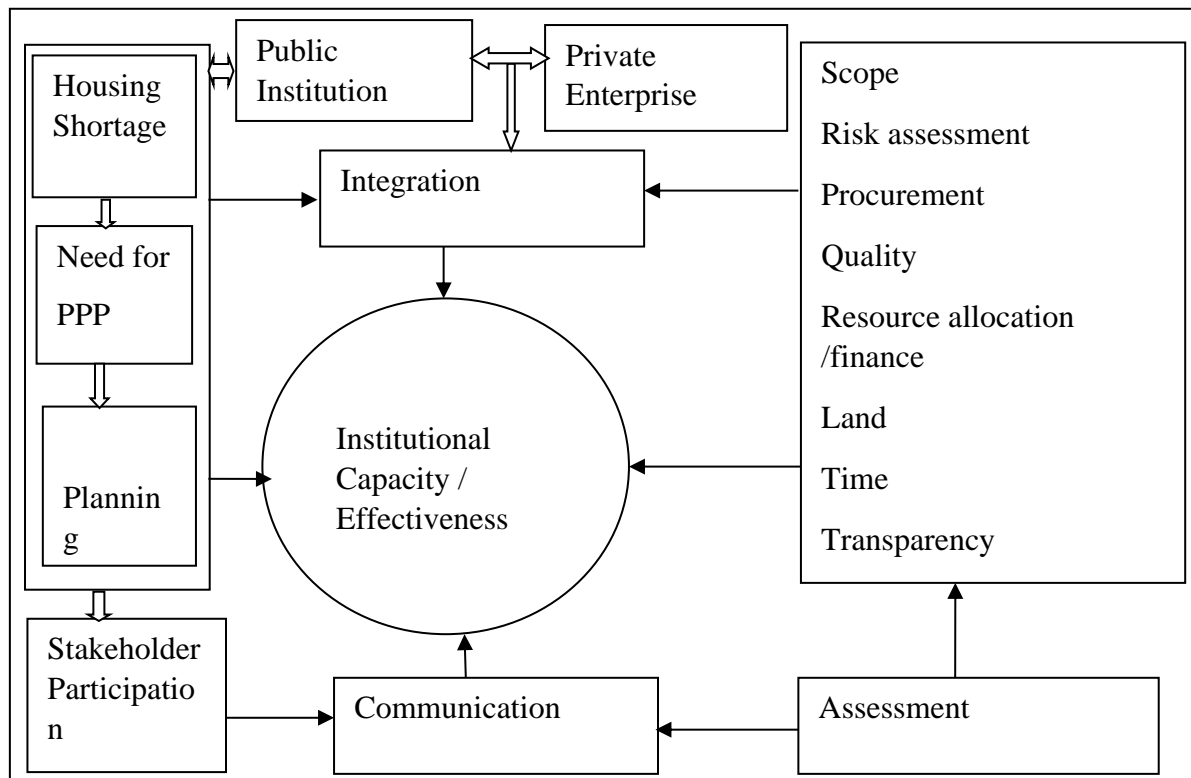 Public
Institution
Private
Enterprise
Housing
Shortage
Scope
Risk assessment
Procurement
Quality
Resource allocation
/finance
Land
Time
Transparency
Integration
Need for
PPP
Institutional
Capacity /
Effectiveness
Plannin
g
Stakeholder
Participatio
n
Communication
Assessment